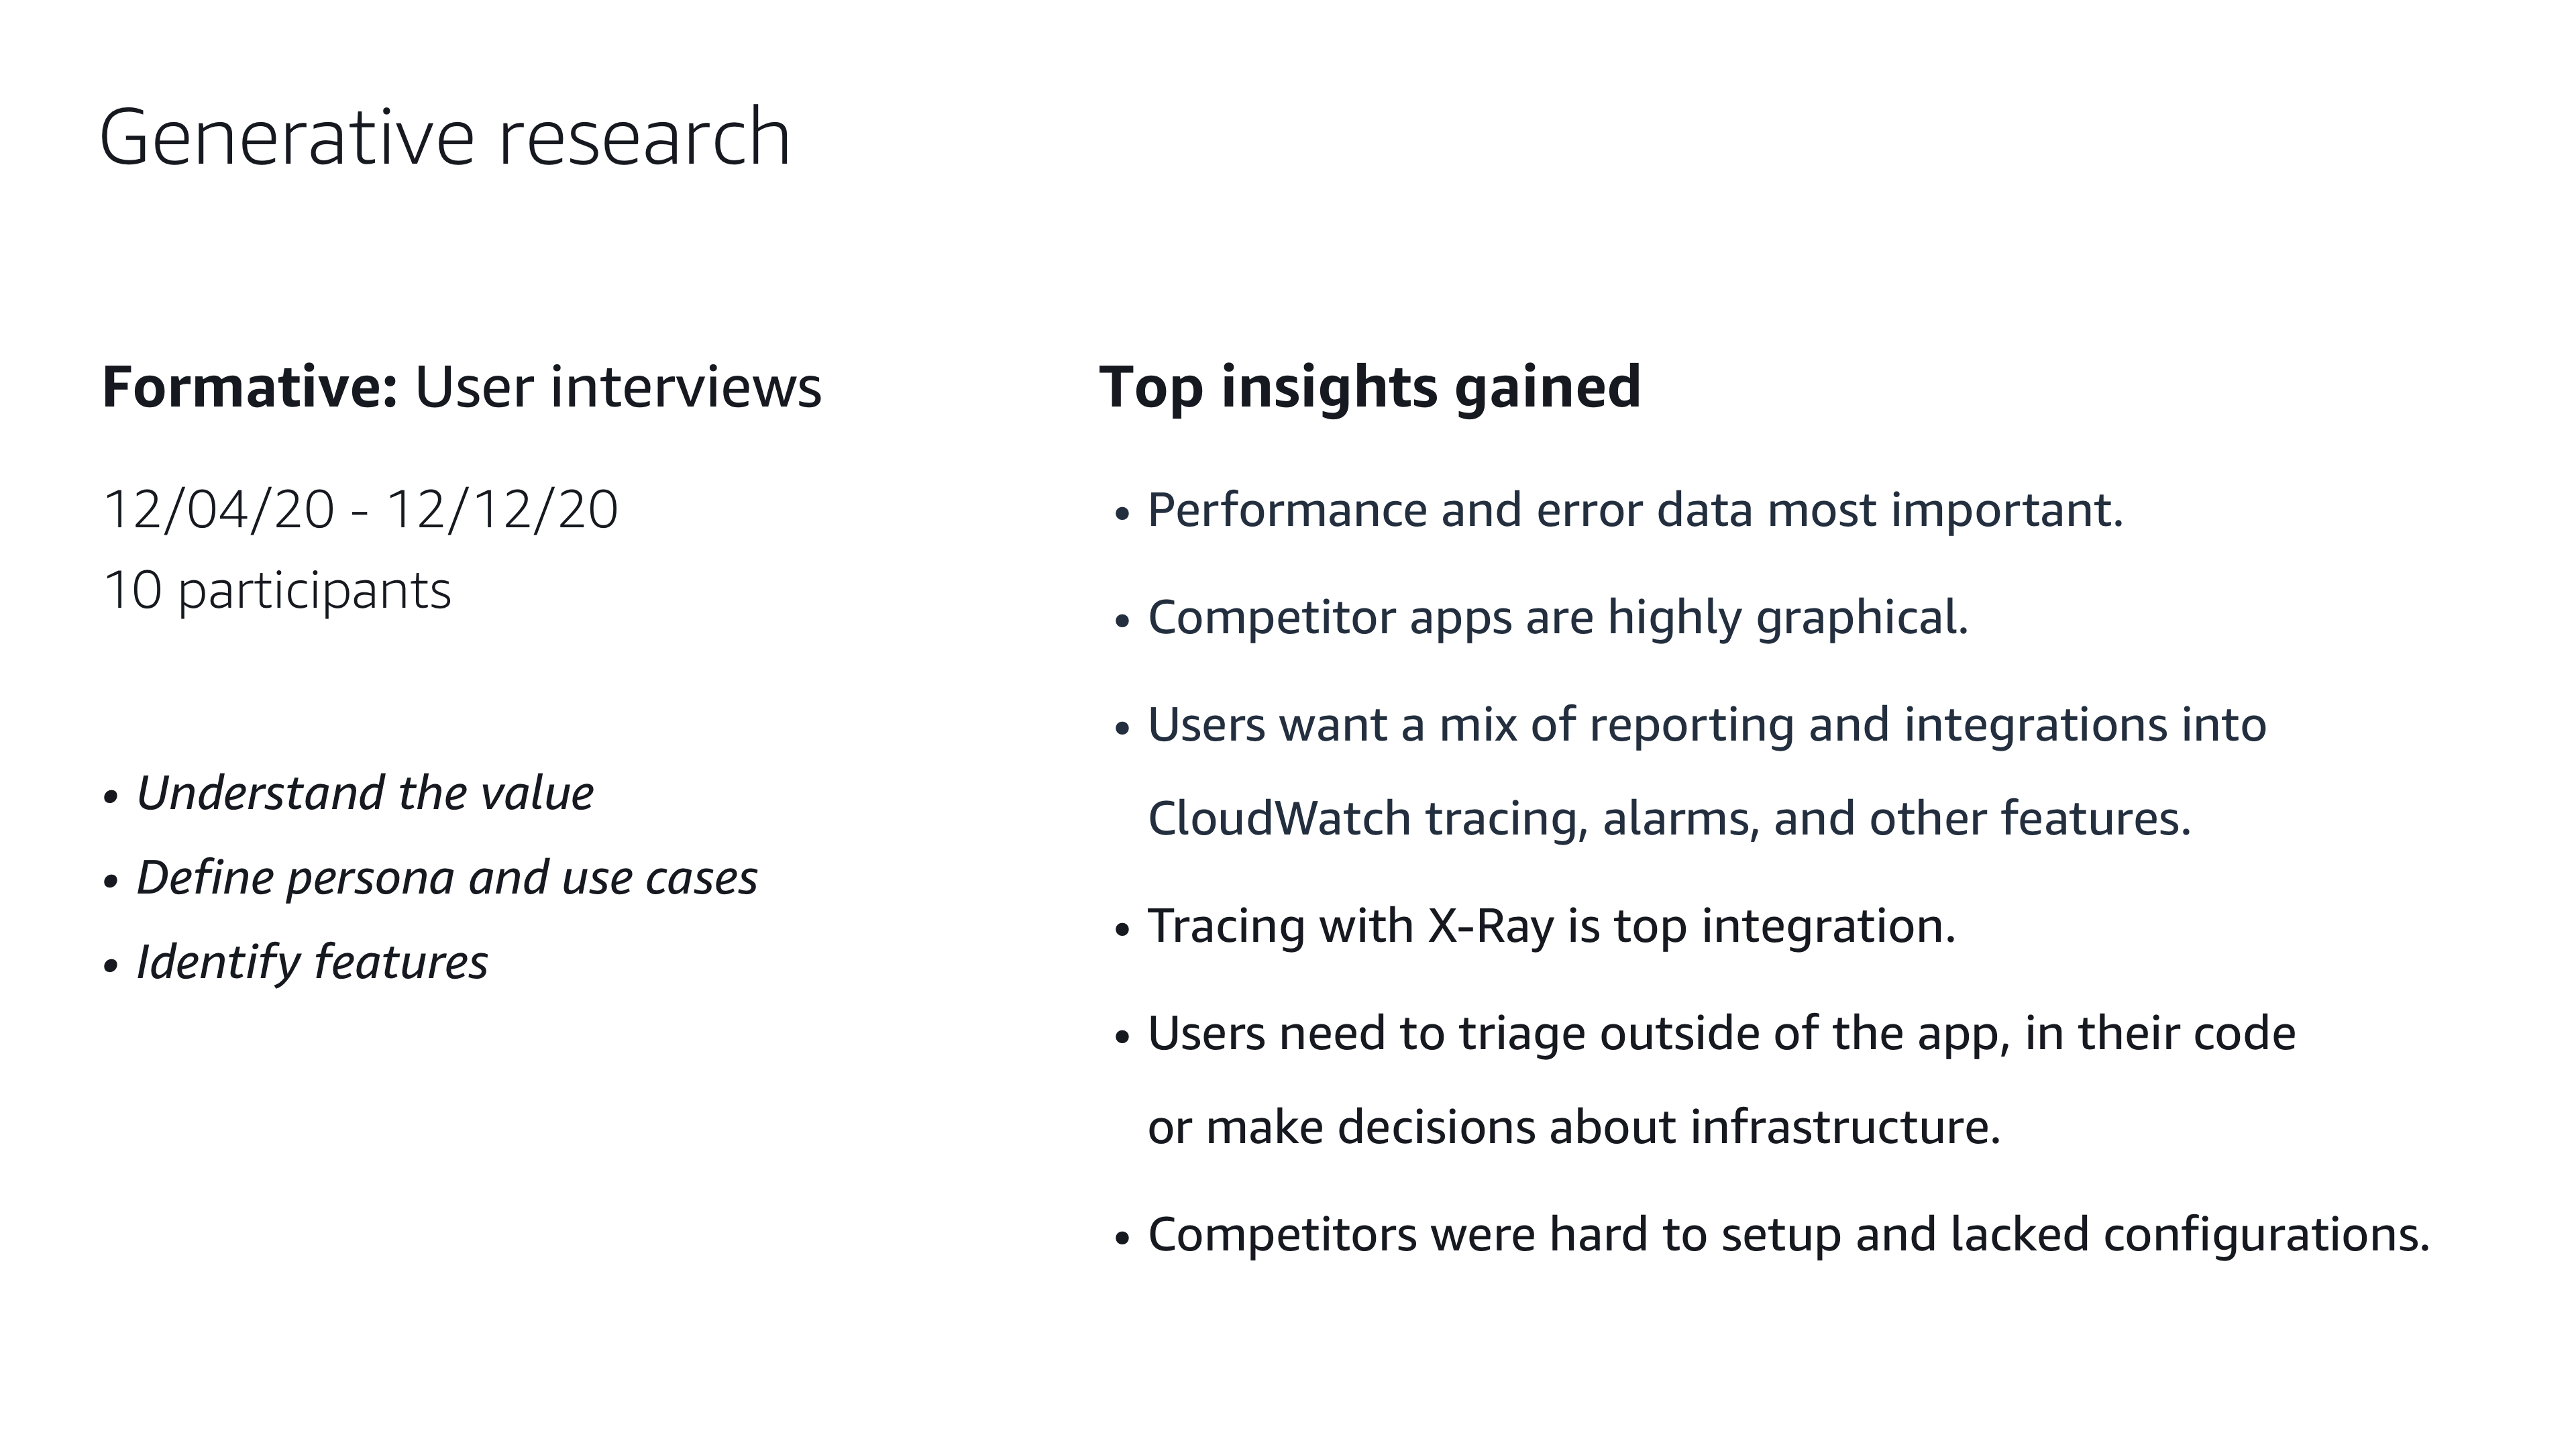 Generative research
Formative: User interviews
12/04/20 - 12/12/20
10 participants
• Understand the value
• Define persona and use cases
• Identify features
Top insights gained
• Performance and error data most important.
• Competitor apps are highly graphical.
• Users want a mix of reporting and integrations into
CloudWatch tracing, alarms, and other features.
• Tracing with X-Ray is top integration.
• Users need to triage outside of the app, in their code
or make decisions about infrastructure.
• Competitors were hard to setup and lacked configurations.